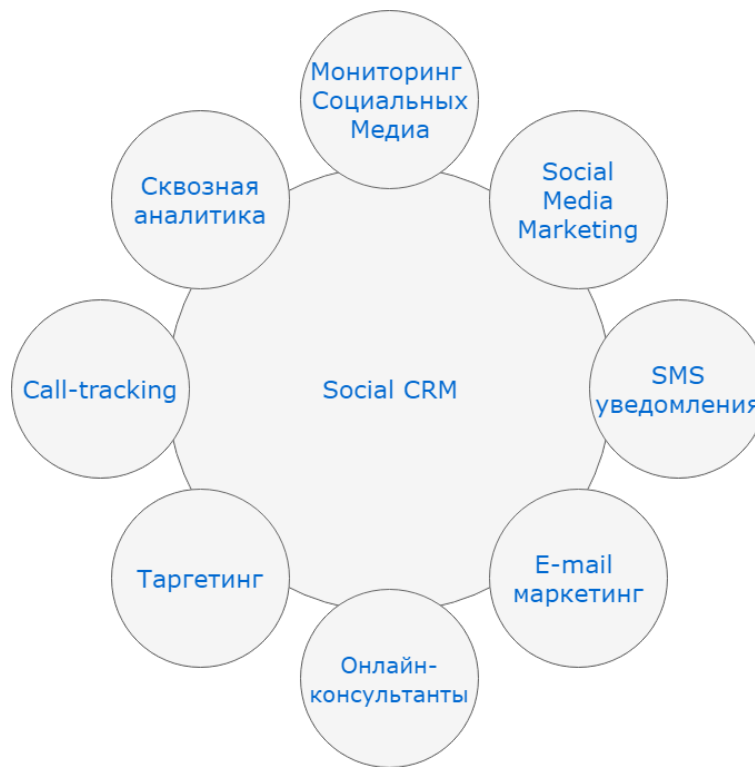 Мониторинг
Социальных
Медиа
Social
Media
Marketing
Сквозная
аналитика
SMS
уведомления
Call-tracking
Social CRM
E-mail
маркетинг
Таргетинг
Онлайн-
консультанты